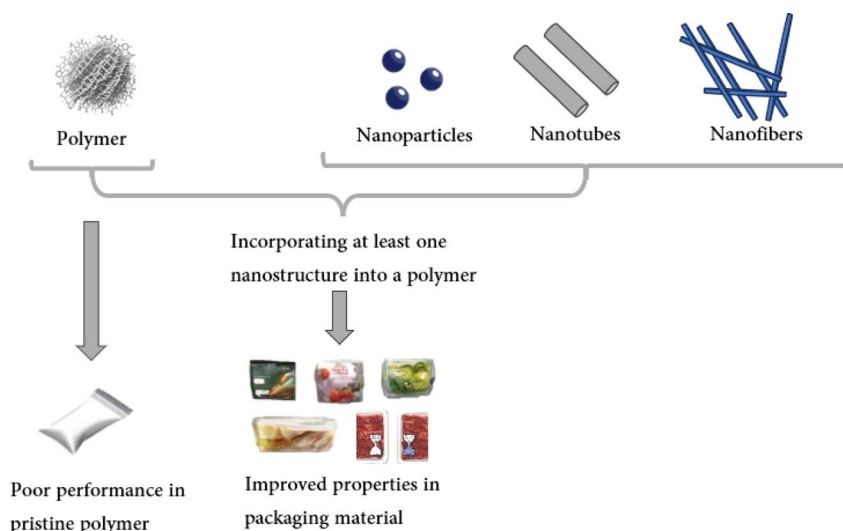 Polymer
Nanoparticles
Nanotubes
Nanofibers
Incorporating at least one
nanostructure into a polymer
Poor performance in
pristine polymer
Improved properties in
packaging material